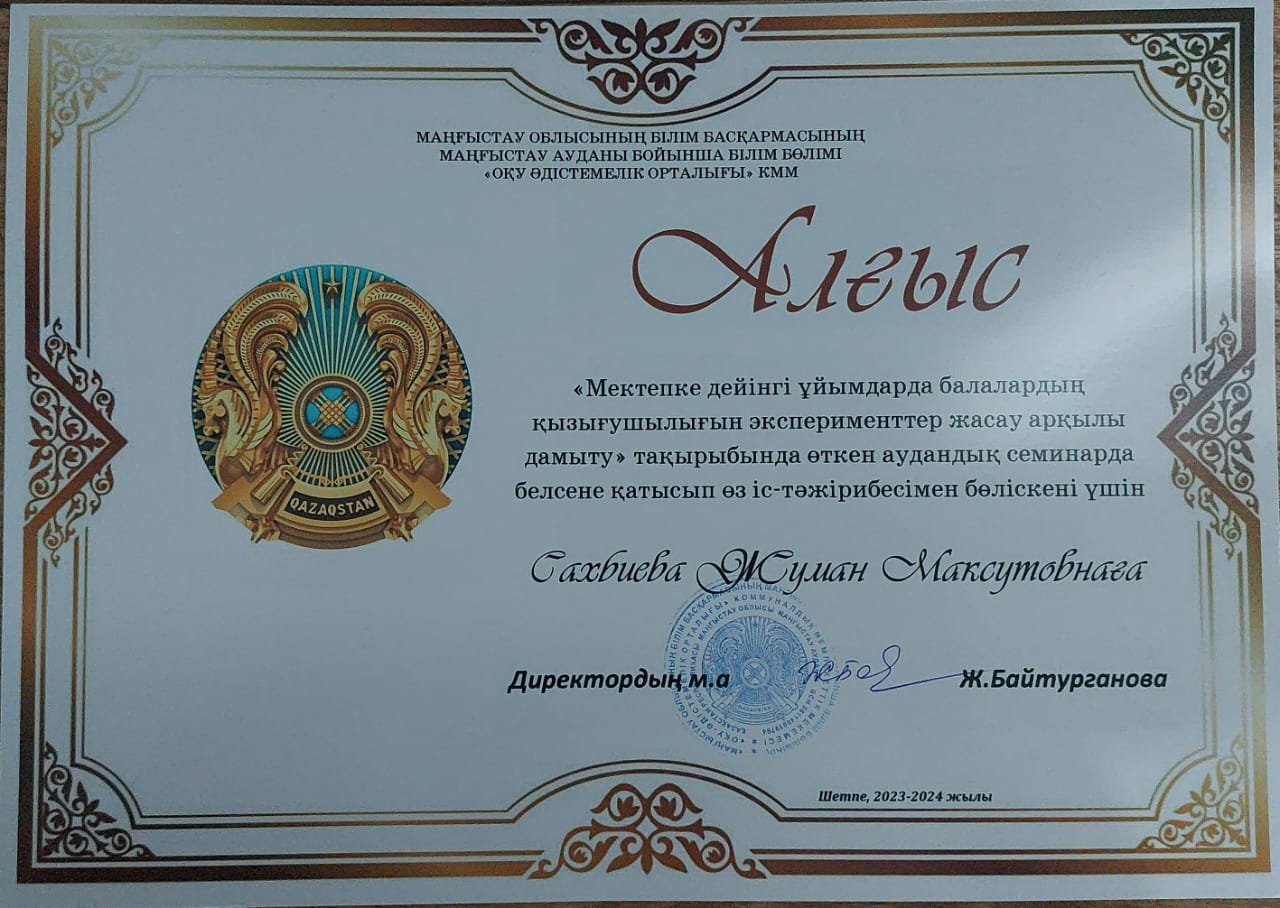 МАҢҒЫСТАУ ОБЛЫСЫНЫҢ БІЛІМ БАСҚАРМАСЫНЫҢ
МАҢҒЫСТАУ АУДАНЫ БОЙЫНША БІЛІМ БӨЛІМІ
«ОҚУ ӘДІСТЕМЕЛІК ОРТАЛЫҒЫ» КММ
Алғыс
«Мектепке дейінгі ұйымдарда балалардың
қызығушылығын эксперименттер жасау арқылы
дамыту» тақырыбында өткен аудандық семинарда
белсене қатысып өз іс-тәжірибесімен бөліскені үшін
QAZAQSTAN
Сахбиева Жуман Максутовнаға
Директордың м.а Ж.Байтурганова
Шетпе, 2023-2024 жылы